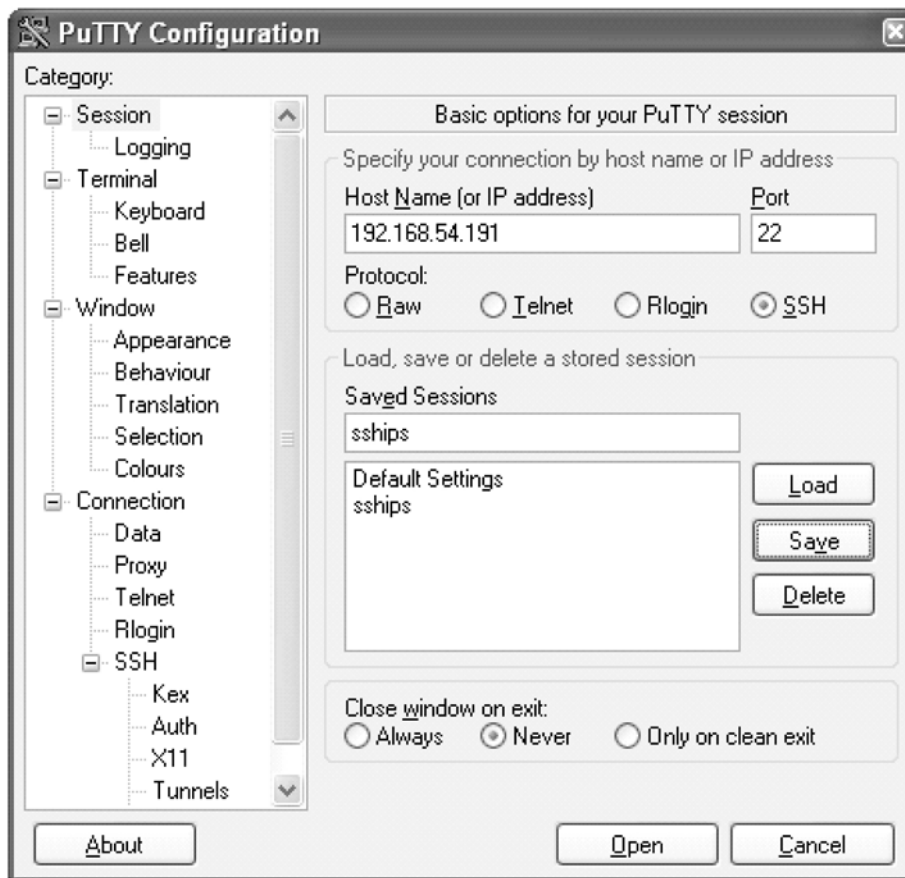 PuTTY Configuration
Category:
Session
Logging
Terminal
Keyboard
Bell
Features
Window
Appearance
Behaviour
Translation
Selection
Colours
Connection
Data
Proxy
Telnet
Rlogin
SSH
Kex
Auth
X11
Tunnels
Basic options for your PuTTY session
Specify your connection by host name or IP address
Host Name (or IP address) Port
192.168.54.191 22
Protocol:
Raw Telnet Rlogin SSH
Load, save or delete a stored session
Saved Sessions
sships
Default Settings
sships
Load
Save
Delete
Close window on exit:
Always Never Only on clean exit
About Open Cancel